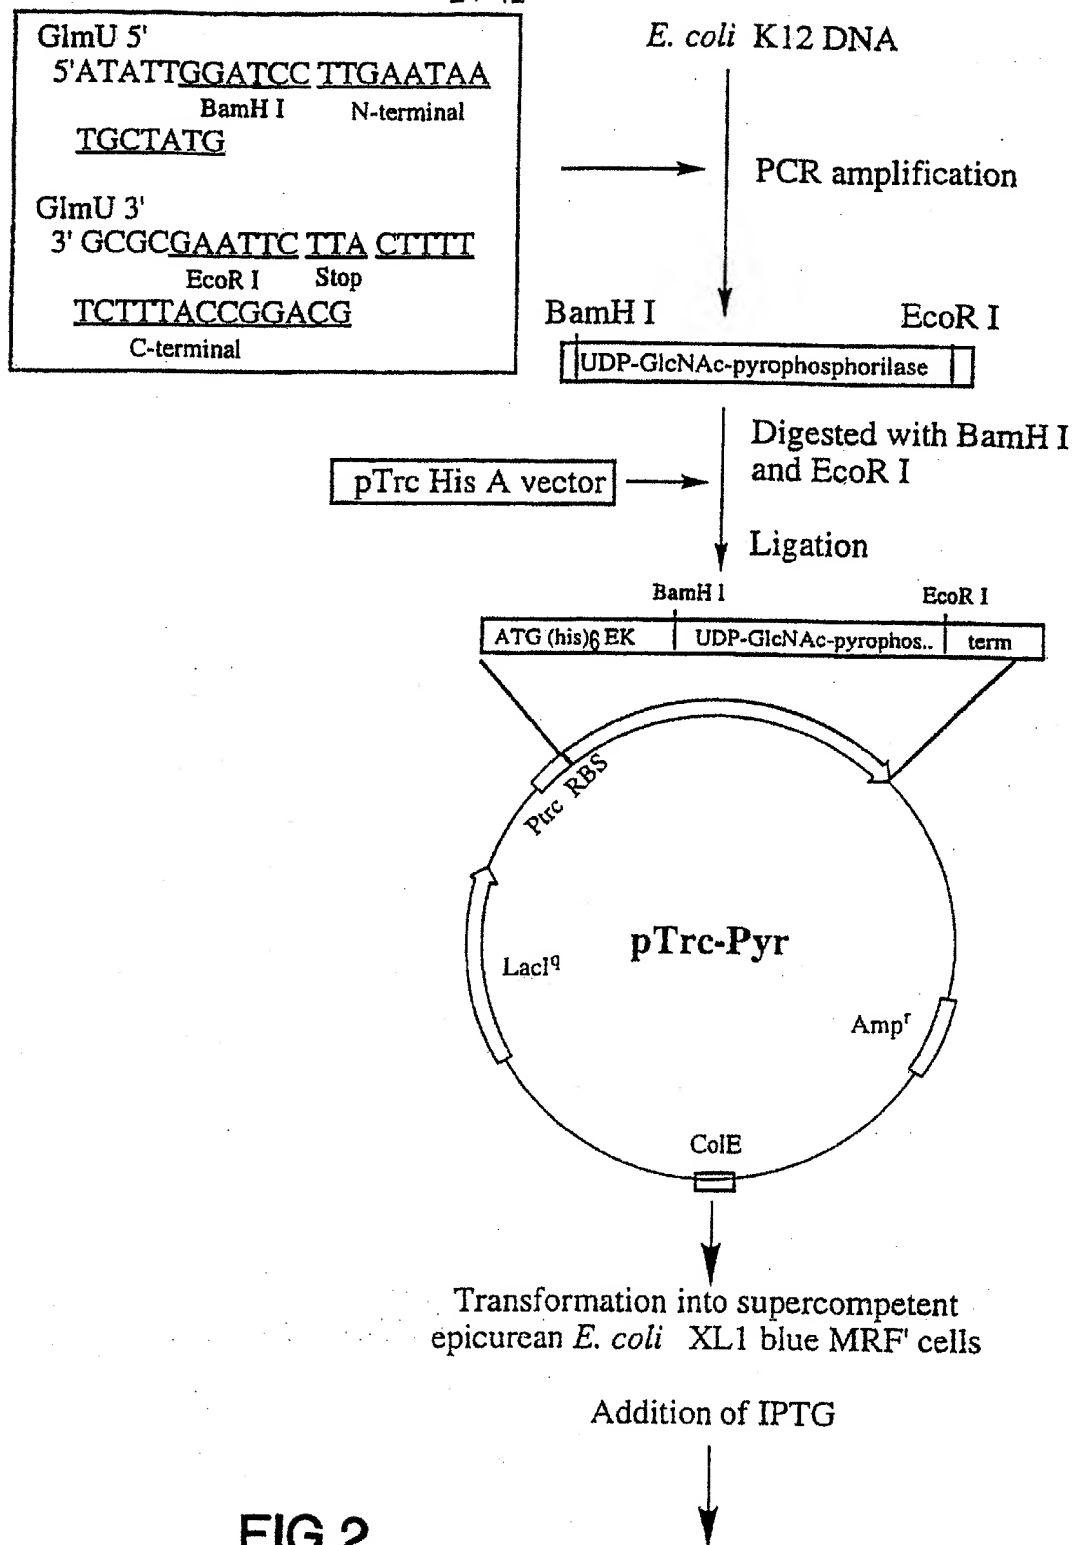 GlmU 5'
5'ATATTGGATCC TTGAATAA
BamH I N-terminal
TGCTATG
GlmU 3'
3' GCGCGAATTC TTA CTTTT
EcoR I Stop
TCTTTACCGGACG
C-terminal
E. coli K12 DNA
PCR amplification
BamH I EcoR I
UDP-GlcNAc-pyrophosphorilase
Digested with BamH I
and EcoR I
pTrc His A vector
Ligation
BamH I EcoR I
ATG (his)6 EK UDP-GlcNAc-pyrophos.. term
Ptrc RBS
LacIq
pTrc-Pyr
Ampr
ColE
Transformation into supercompetent
epicurean E. coli XL1 blue MRF' cells
Addition of IPTG
FIG 2